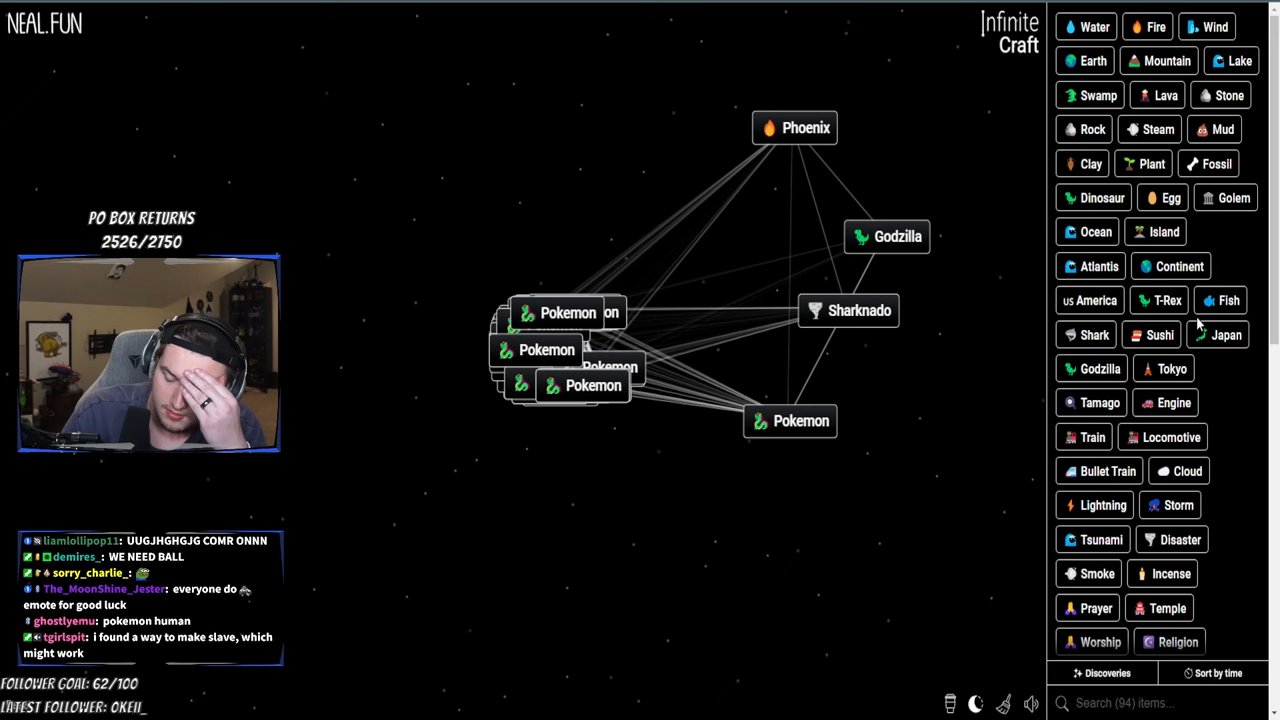 NEAL.FUN
Infinite
Craft
PO BOX RETURNS
2526/2750
Phoenix
Godzilla
Sharknado
Pokemon
on
Pokemon
Pokemon
Pokemon
Pokemon
liamlollipop11: UUGJHGHGJG COMR ONNN
demires_: WE NEED BALL
sorry_charlie_:
The_MoonShine_Jester: everyone do
emote for good luck
ghostlyemu: pokemon human
tgirlspit: i found a way to make slave, which
might work
FOLLOWER GOAL: 62/100
LATEST FOLLOWER: OKEII_
Water Fire Wind
Earth Mountain Lake
Swamp Lava Stone
Rock Steam Mud
Clay Plant Fossil
Dinosaur Egg Golem
Ocean Island
Atlantis Continent
US America T-Rex Fish
Shark Sushi Japan
Godzilla Tokyo
Tamago Engine
Train Locomotive
Bullet Train Cloud
Lightning Storm
Tsunami Disaster
Smoke Incense
Prayer Temple
Worship Religion
Discoveries Sort by time
Search (94) items...